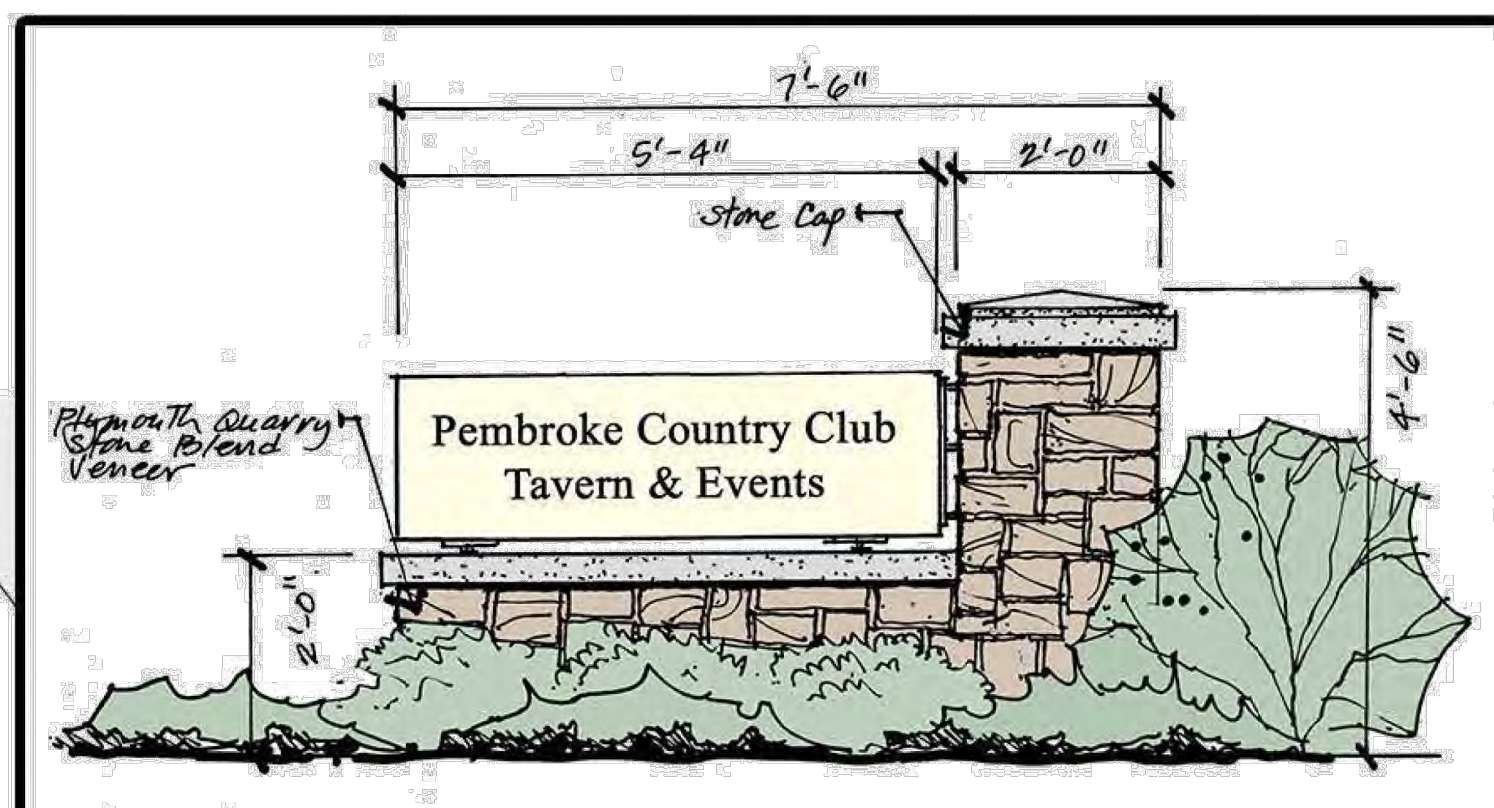 7'-6"
5'-4"
2'-0"
Stone Cap
4'-6"
Plymouth Quarry
Stone Blend
Veneer
Pembroke Country Club
Tavern & Events
2'-0"